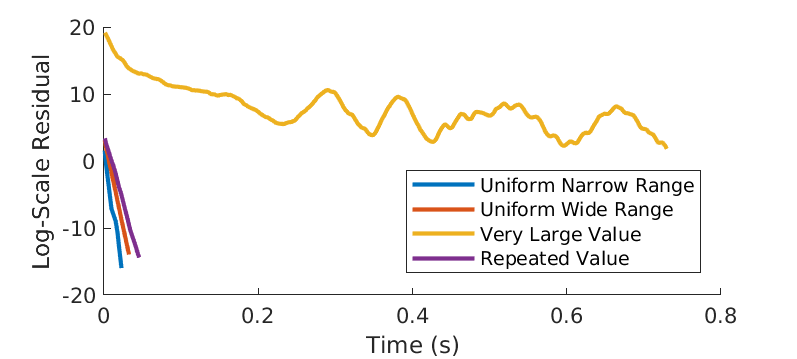 Log-Scale Residual
20
10
0
-10
-20
0
0.2
0.4
0.6
0.8
Time (s)
Uniform Narrow Range
Uniform Wide Range
Very Large Value
Repeated Value